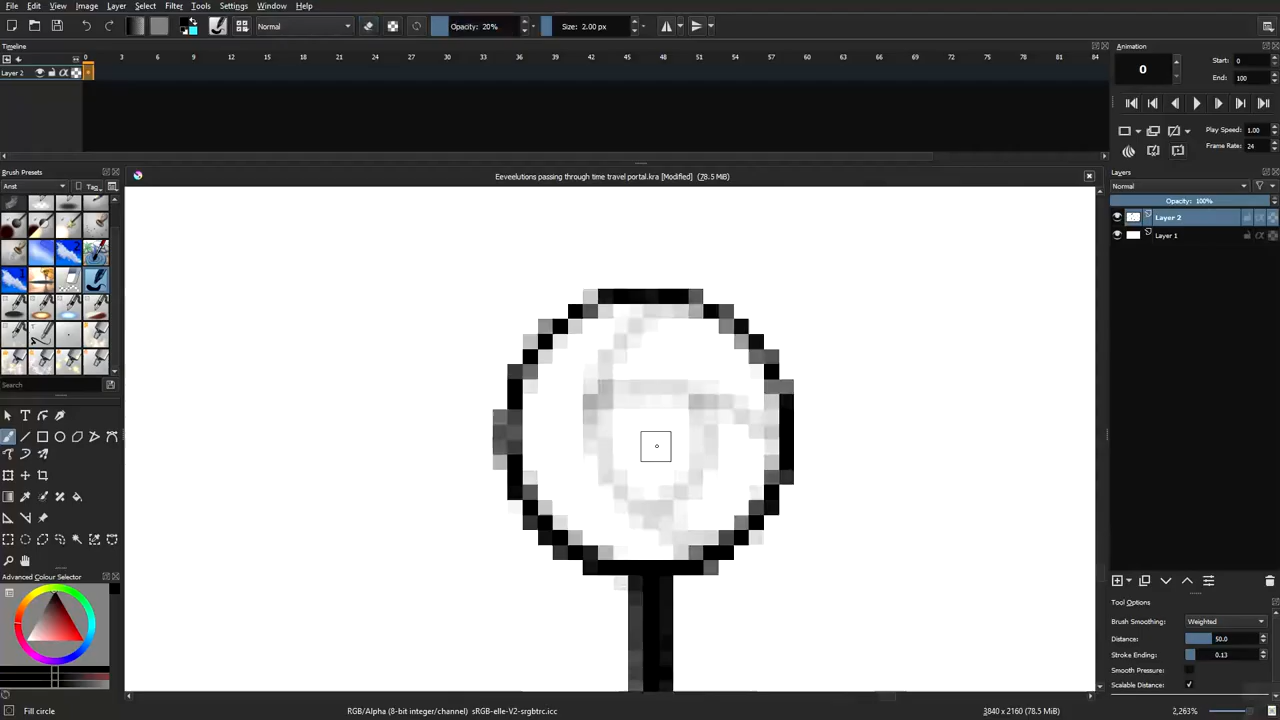 File Edit View Image Layer Select Filter Tools Settings Window Help
Normal Opacity: 20% Size: 2.00 px
Timeline
0 3 6 9 12 15 18 21 24 27 30 33 36 39 42 45 48 51 54 57 60 63 66 69 72 75 78 81 84
Layer 2
Animation
0
Start: 0
End: 100
Play Speed: 1.00
Frame Rate: 24
Brush Presets
Anst
Tag
Search
Eeveelutions passing through time travel portal.kra [Modified] (78.5 MiB)
Layers
Normal
Opacity: 100%
Layer 2
Layer 1
Advanced Colour Selector
Tool Options
Brush Smoothing: Weighted
Distance: 50.0
Stroke Ending: 0.13
Smooth Pressure:
Scalable Distance:
Fill circle
RGB/Alpha (8-bit integer/channel) sRGB-elle-V2-srgbtrc.icc
3840 x 2160 (78.5 MiB)
2,263%